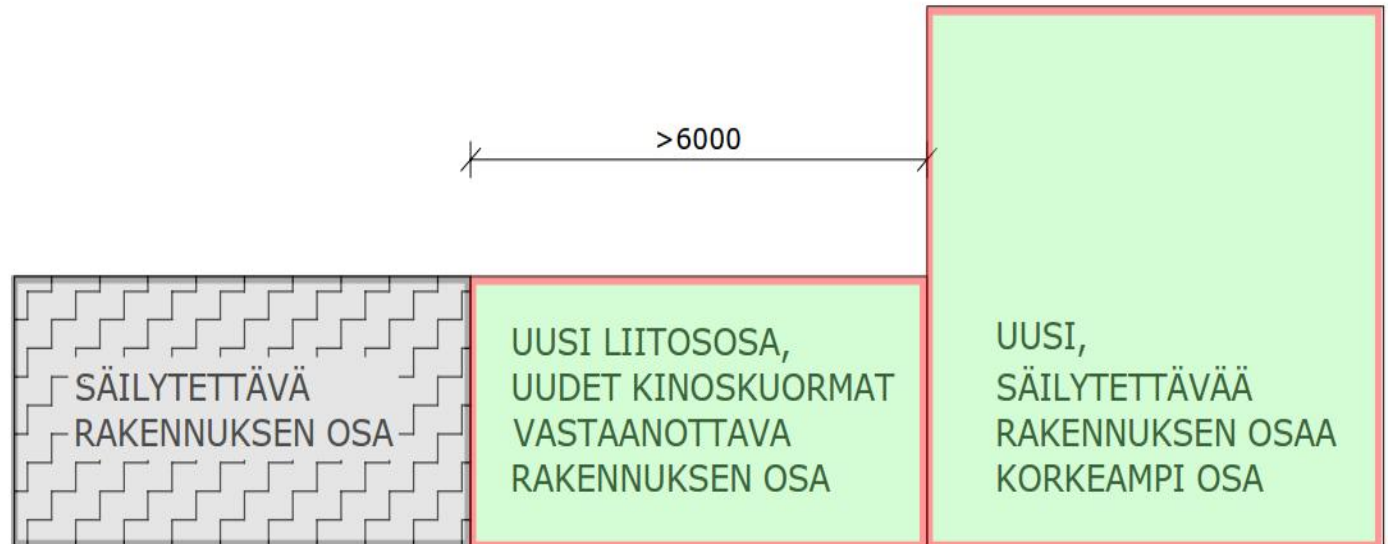 >6000
SÄILYTETTÄVÄ
RAKENNUKSEN OSA
UUSI LIITOSOSA,
UUDET KINOSKUORMAT
VASTAANOTTAVA
RAKENNUKSEN OSA
UUSI,
SÄILYTETTÄVÄÄ
RAKENNUKSEN OSAA
KORKEAMPI OSA